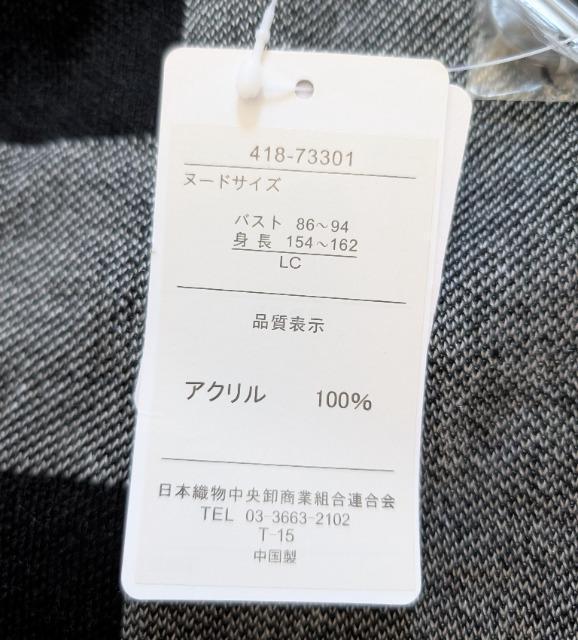 418-73301
ヌードサイズ
バスト 86～94
身長 154～162
LC
品質表示
アクリル 100%
日本織物中央卸商業組合連合会
TEL 03-3663-2102
T-15
中国製